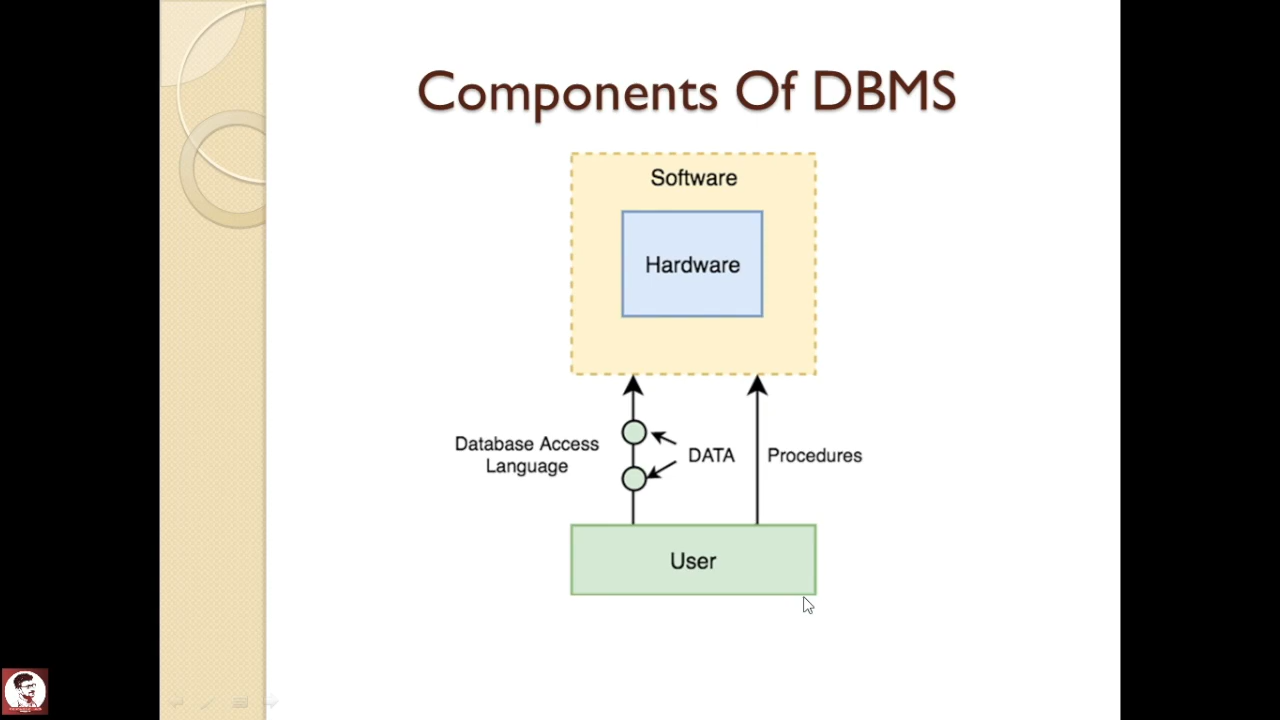 Components Of DBMS
Software
Hardware
Database Access
Language
DATA
Procedures
User